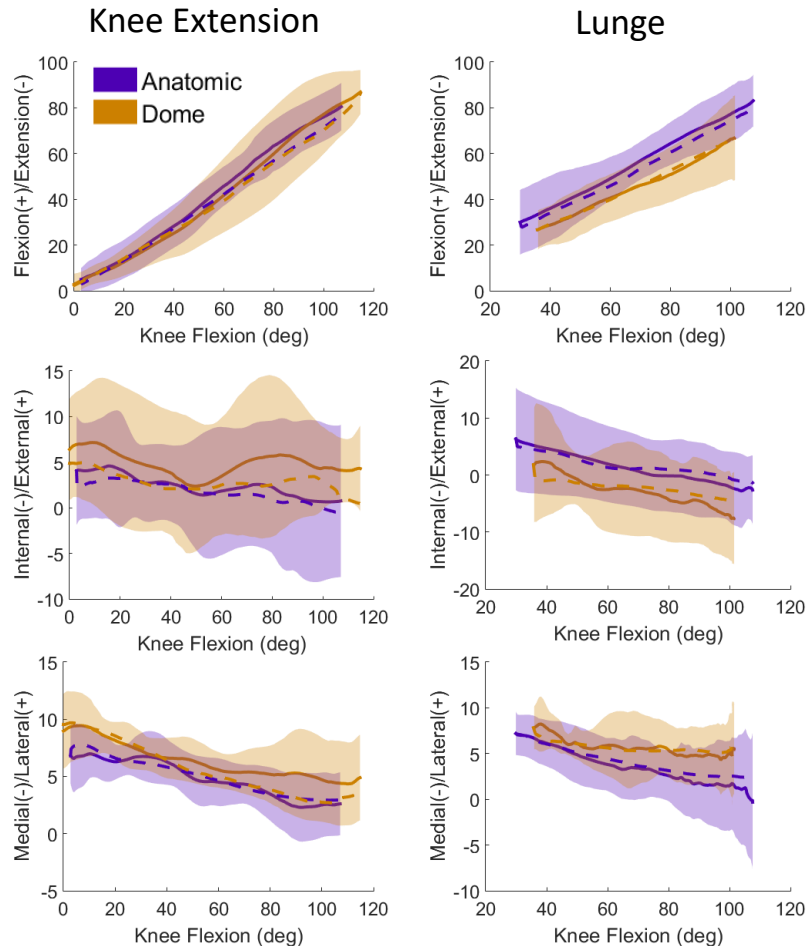 Knee Extension
Lunge
Flexion(+)/Extension(-)
100
80
60
40
20
0
Anatomic
Dome
0 20 40 60 80 100 120
Knee Flexion (deg)
Flexion(+)/Extension(-)
100
80
60
40
20
0
20 40 60 80 100 120
Knee Flexion (deg)
Internal(-)/External(+)
15
10
5
0
-5
-10
0 20 40 60 80 100 120
Knee Flexion (deg)
Internal(-)/External(+)
20
10
0
-10
-20
20 40 60 80 100 120
Knee Flexion (deg)
Medial(-)/Lateral(+)
15
10
5
0
-5
0 20 40 60 80 100 120
Knee Flexion (deg)
Medial(-)/Lateral(+)
15
10
5
0
-5
-10
20 40 60 80 100 120
Knee Flexion (deg)